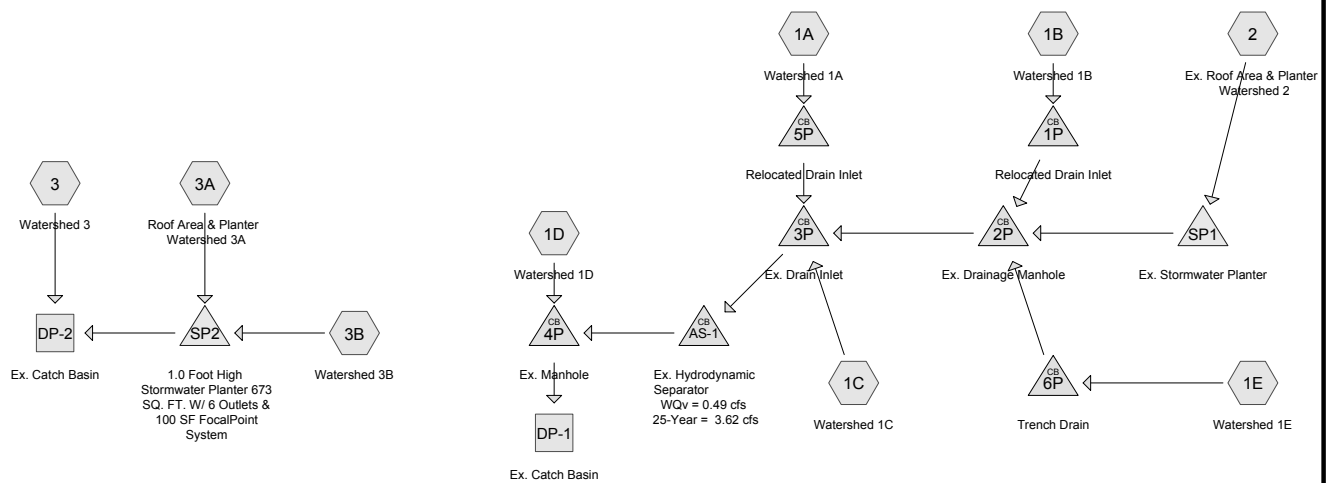 1A
Watershed 1A
1B
Watershed 1B
2
Ex. Roof Area & Planter
Watershed 2
CB
5P
Relocated Drain Inlet
CB
1P
Relocated Drain Inlet
3
Watershed 3
3A
Roof Area & Planter
Watershed 3A
1D
Watershed 1D
CB
3P
Ex. Drain Inlet
CB
2P
Ex. Drainage Manhole
SP1
Ex. Stormwater Planter
DP-2
Ex. Catch Basin
SP2
1.0 Foot High
Stormwater Planter 673
SQ. FT. W/ 6 Outlets &
100 SF FocalPoint
System
3B
Watershed 3B
CB
4P
Ex. Manhole
CB
AS-1
Ex. Hydrodynamic
Separator
WQv = 0.49 cfs
25-Year = 3.62 cfs
1C
Watershed 1C
CB
6P
Trench Drain
1E
Watershed 1E
DP-1
Ex. Catch Basin